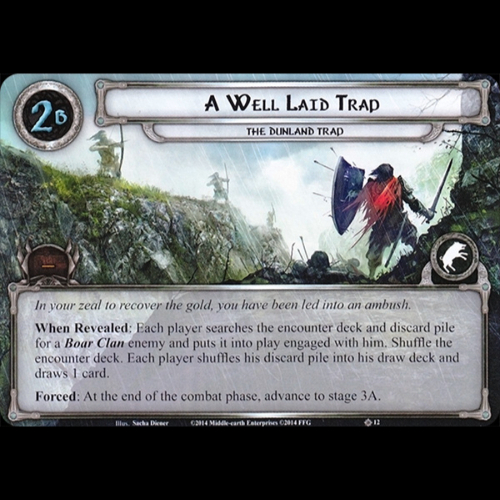 2B
A Well Laid Trap
The Dunland Trap
In your zeal to recover the gold, you have been led into an ambush.
When Revealed: Each player searches the encounter deck and discard pile
for a Boar Clan enemy and puts it into play engaged with him. Shuffle the
encounter deck. Each player shuffles his discard pile into his draw deck and
draws 1 card.
Forced: At the end of the combat phase, advance to stage 3A.
Illus. Sacha Diener ©2014 Middle-earth Enterprises ©2014 FFG 12